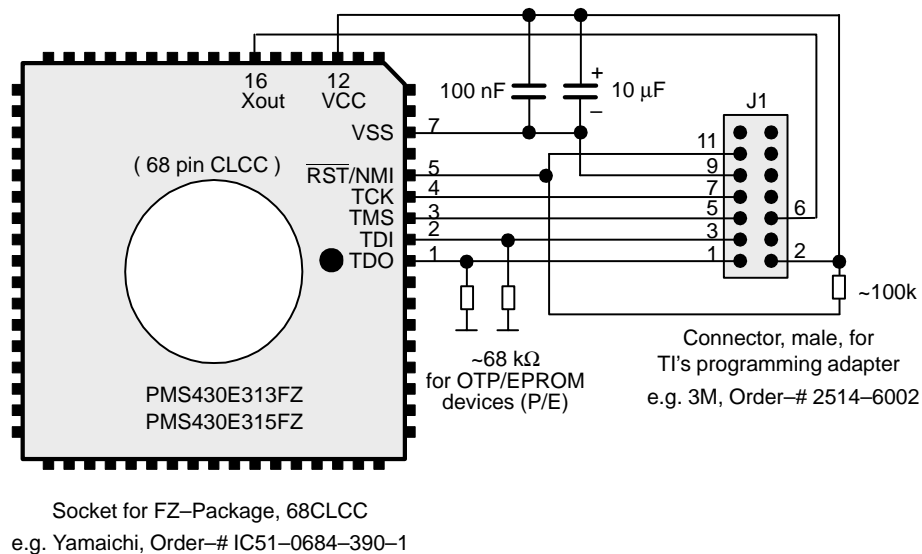 16
Xout
12
VCC
100 nF
+
10 μF
–
J1
VSS
7
11
( 68 pin CLCC )
RST/NMI
5
9
TCK
4
7
TMS
3
5
6
TDI
2
3
TDO
1
1
2
~100k
~68 kΩ
for OTP/EPROM
devices (P/E)
Connector, male, for
TI's programming adapter
e.g. 3M, Order–# 2514–6002
PMS430E313FZ
PMS430E315FZ
Socket for FZ–Package, 68CLCC
e.g. Yamaichi, Order–# IC51–0684–390–1